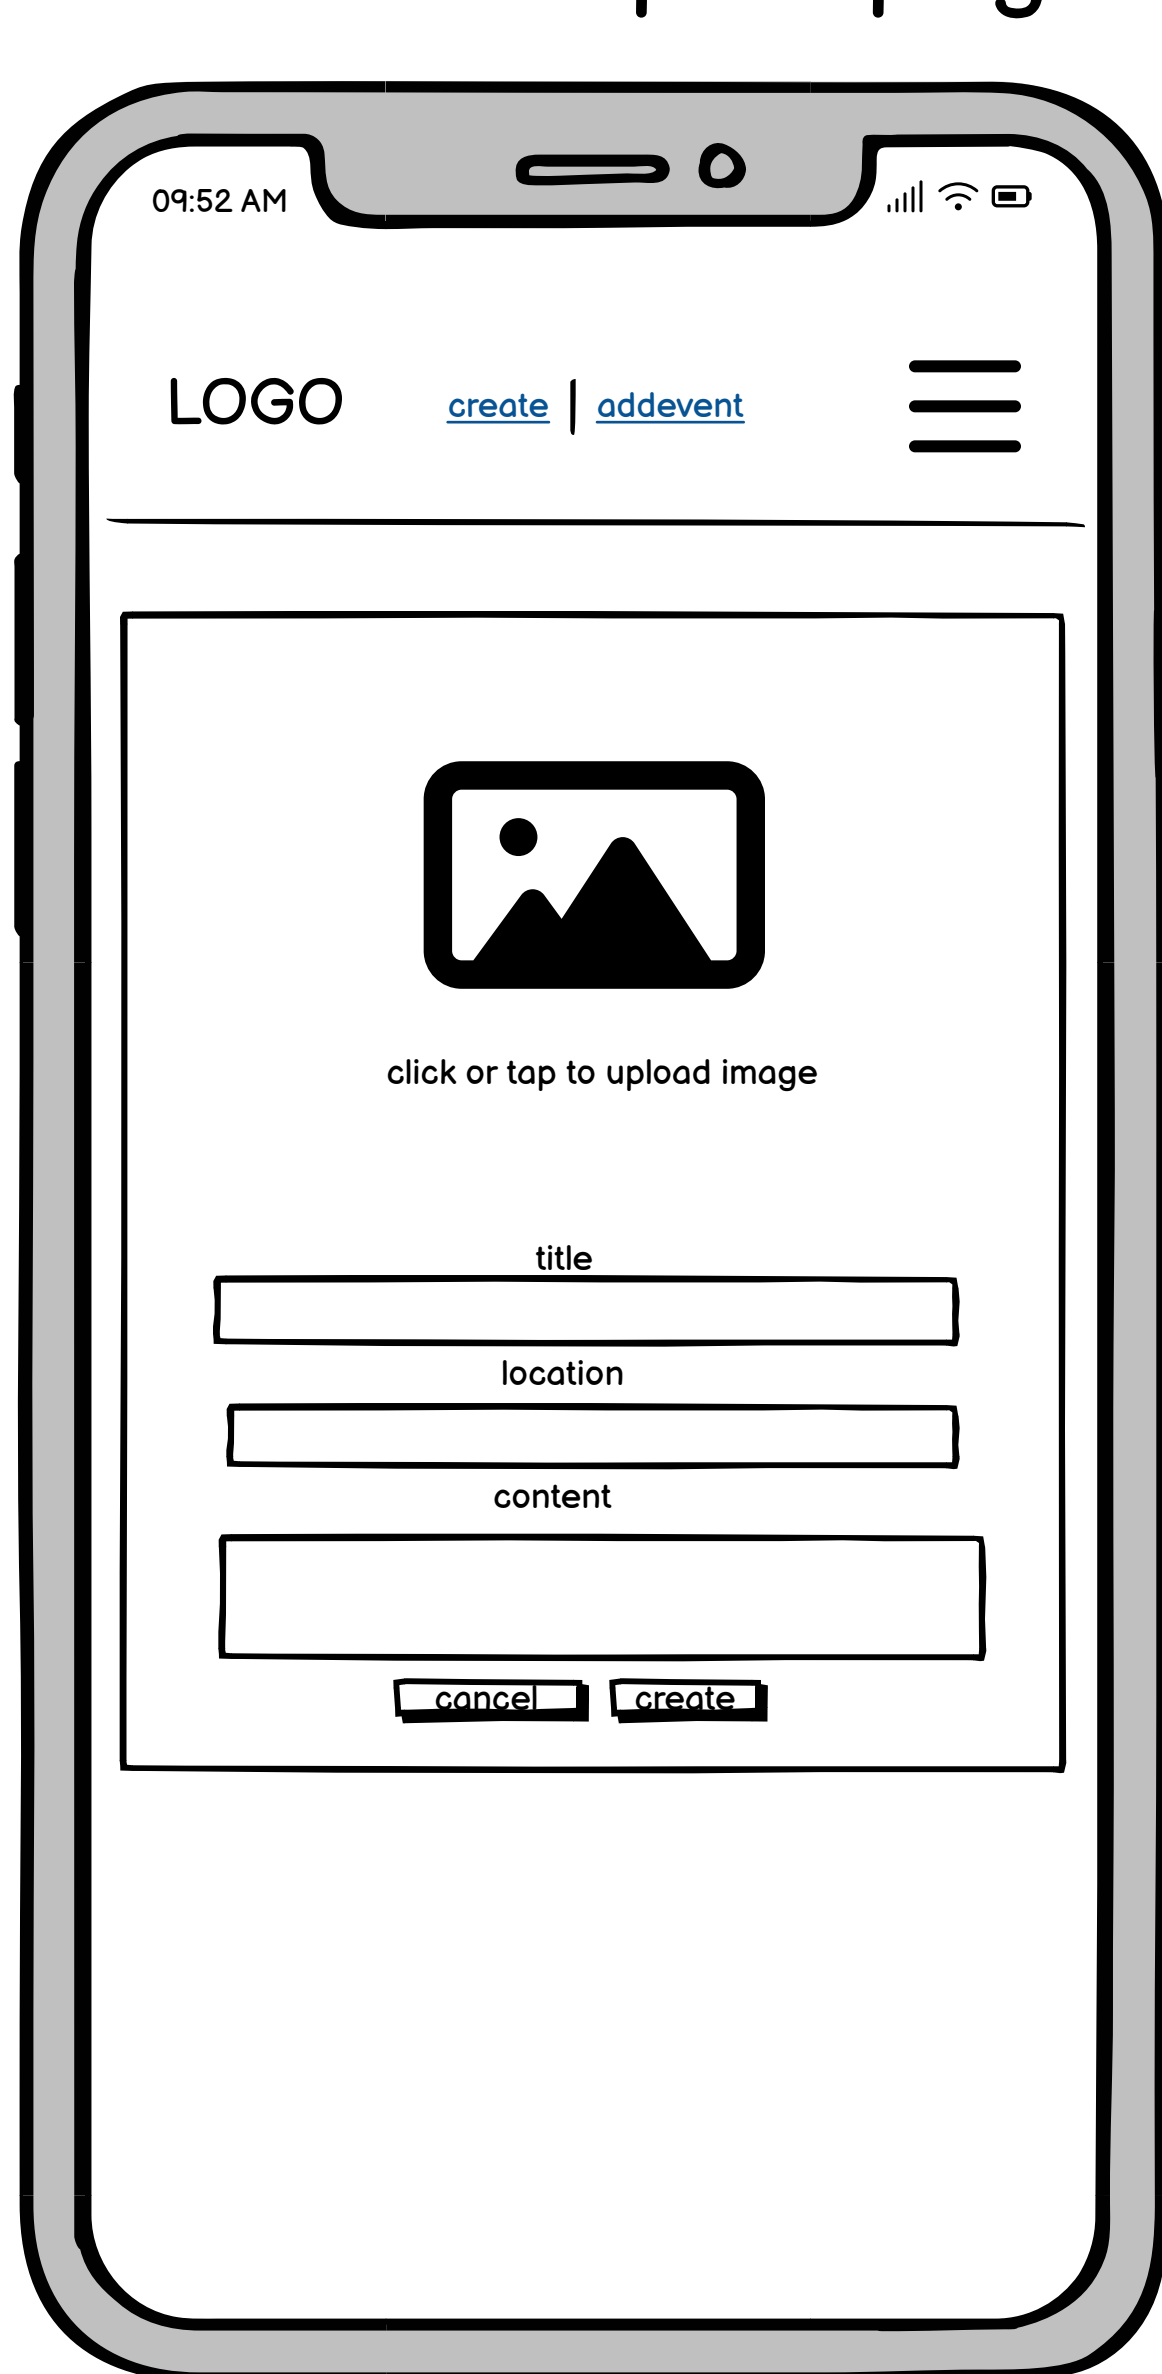 09:52 AM
LOGO create | addevent
click or tap to upload image
title
location
content
cancel create